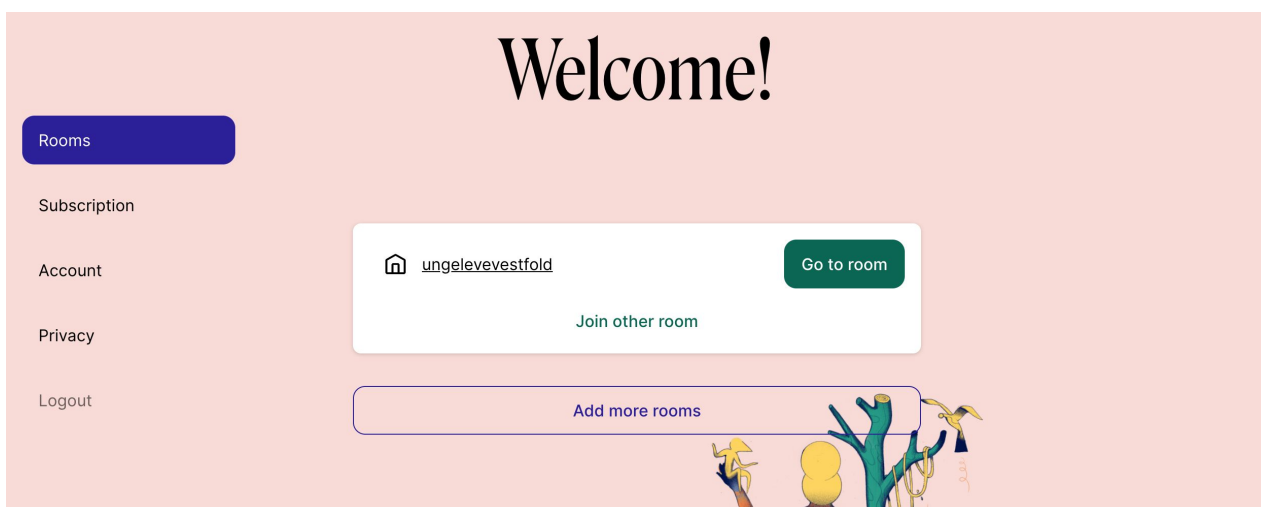 Welcome!
Rooms
Subscription
Account
Privacy
Logout
ungelevevestfold
Go to room
Join other room
Add more rooms